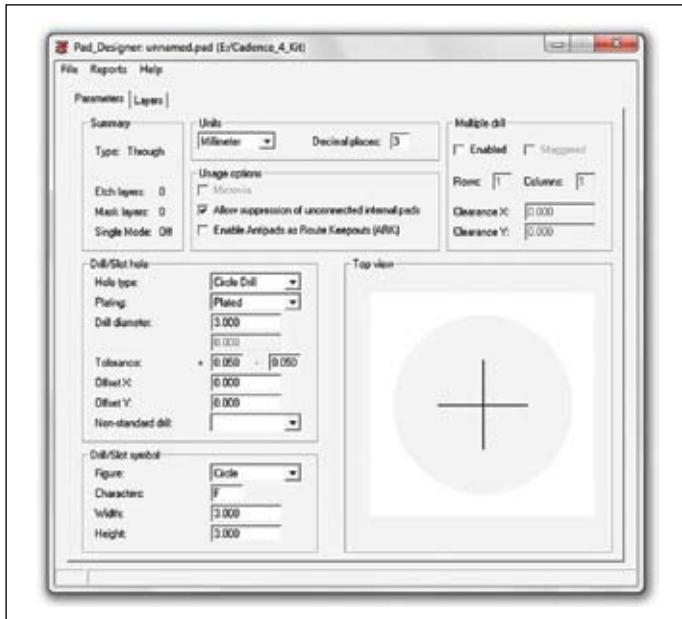 Pad_Designer: unnamed.pad (E:/Cadence_4_Kit)
File Reports Help
Parameters Layers
Summary
Type: Through
Etch layers: 0
Mask layers: 0
Single Mode: Off
Units
Millimeter Decimal places: 3
Usage options
Microvia
Allow suppression of unconnected internal pads
Enable Antipads as Route Keepouts (ARK)
Multiple drill
Enabled Staggered
Rows: 1 Columns: 1
Clearance X: 0.000
Clearance Y: 0.000
Drill/Slot hole
Hole type: Circle Drill
Plating: Plated
Drill diameter: 3.000
0.000
Tolerance: + 0.050 - 0.050
Offset X: 0.000
Offset Y: 0.000
Non-standard drill:
Drill/Slot symbol
Figure: Circle
Characters: F
Width: 3.000
Height: 3.000
Top view